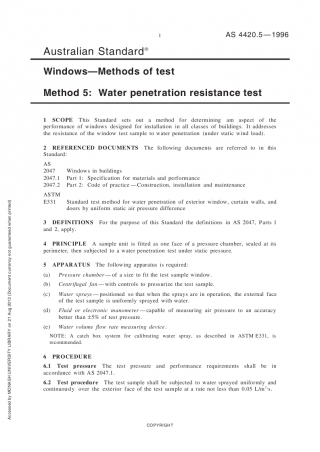 1
AS 4420.5—1996
Australian Standard®
Windows—Methods of test
Method 5: Water penetration resistance test
1 SCOPE This Standard sets out a method for determining am aspect of the
performance of windows designed for installation in all classes of buildings. It addresses
the resistance of the window test sample to water penetration (under static wind load).
2 REFERENCED DOCUMENTS The following documents are referred to in this
Standard:
AS
2047 Windows in buildings
2047.1 Part 1: Specification for materials and performance
2047.2 Part 2: Code of practice—Construction, installation and maintenance
ASTM
E331 Standard test method for water penetration of exterior window, curtain walls, and
doors by uniform static air pressure difference
3 DEFINITIONS For the purpose of this Standard the definitions in AS 2047, Parts 1
and 2, apply.
4 PRINCIPLE A sample unit is fitted as one face of a pressure chamber, sealed at its
perimeter, then subjected to a water penetration test under static pressure.
5 APPARATUS The following apparatus is required:
(a) Pressure chamber—of a size to fit the test sample window.
(b) Centrifugal fan—with controls to pressurize the test sample.
(c) Water sprays—positioned so that when the sprays are in operation, the external face
of the test sample is uniformly sprayed with water.
(d) Fluid or electronic manometer—capable of measuring air pressure to an accuracy
better than ±5% of test pressure.
(e) Water volume flow rate measuring device.
NOTE: A catch box system for calibrating water spray, as described in ASTM E331, is
recommended.
6 PROCEDURE
6.1 Test pressure The test pressure and performance requirements shall be in
accordance with AS 2047.1.
6.2 Test procedure The test sample shall be subjected to water sprayed uniformly and
continuously over the exterior face of the test sample at a rate not less than 0.05 L/m²s.
COPYRIGHT
Accessed by MONASH UNIVERSITY LIBRARY on 21 Aug 2013 (Document currency not guaranteed when printed)